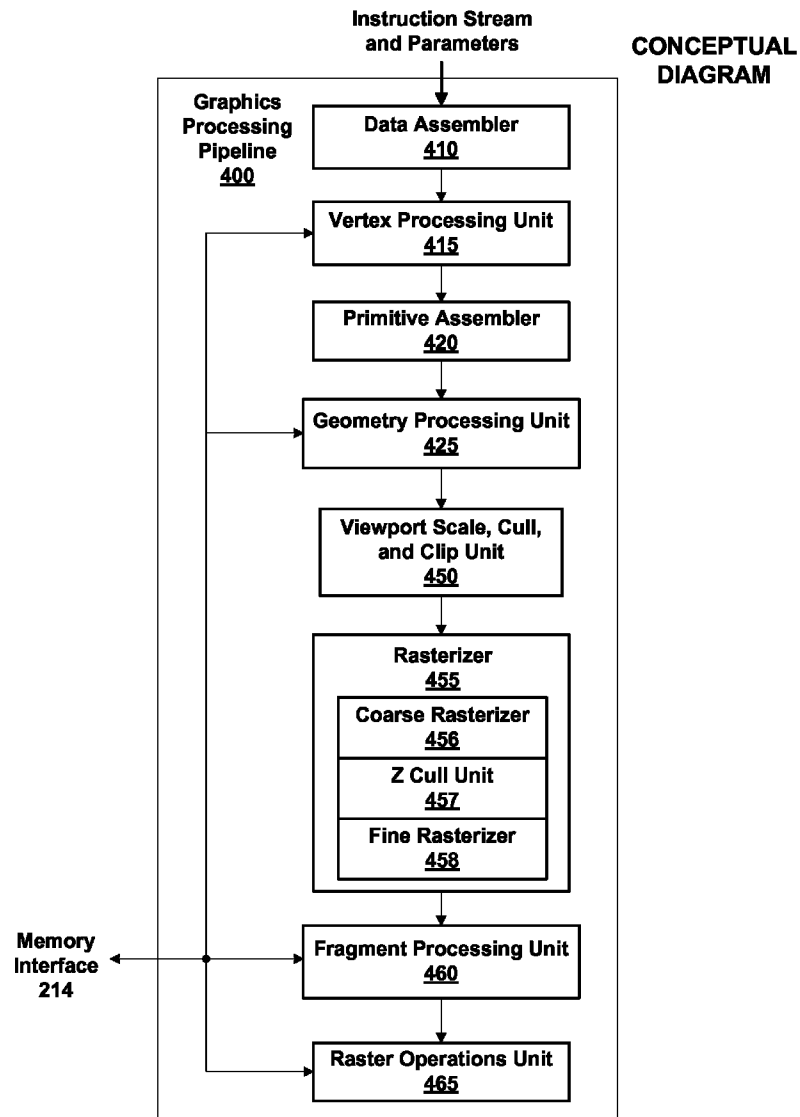 Instruction Stream
and Parameters
CONCEPTUAL
DIAGRAM
Graphics
Processing
Pipeline
400
Data Assembler
410
Vertex Processing Unit
415
Primitive Assembler
420
Geometry Processing Unit
425
Viewport Scale, Cull,
and Clip Unit
450
Rasterizer
455
Coarse Rasterizer
456
Z Cull Unit
457
Fine Rasterizer
458
Memory
Interface
214
Fragment Processing Unit
460
Raster Operations Unit
465